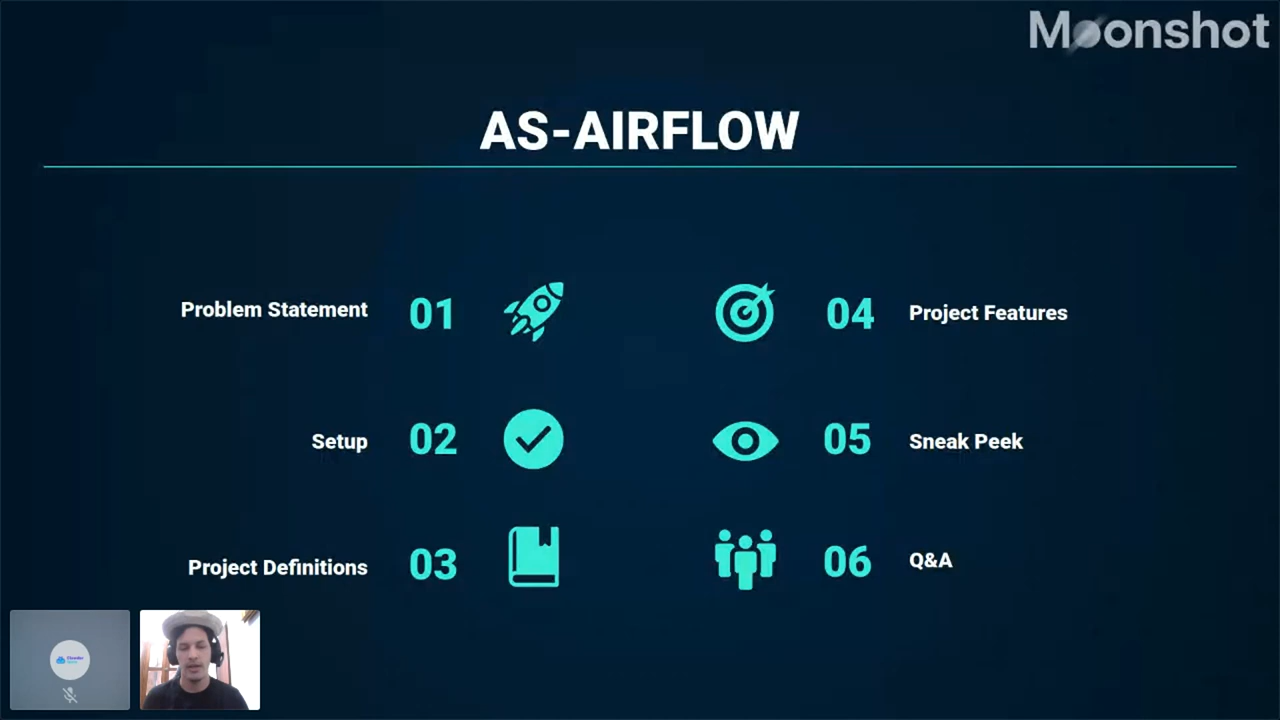 Moonshot
AS-AIRFLOW
Problem Statement 01
04 Project Features
Setup 02
05 Sneak Peek
Project Definitions 03
06 Q&A